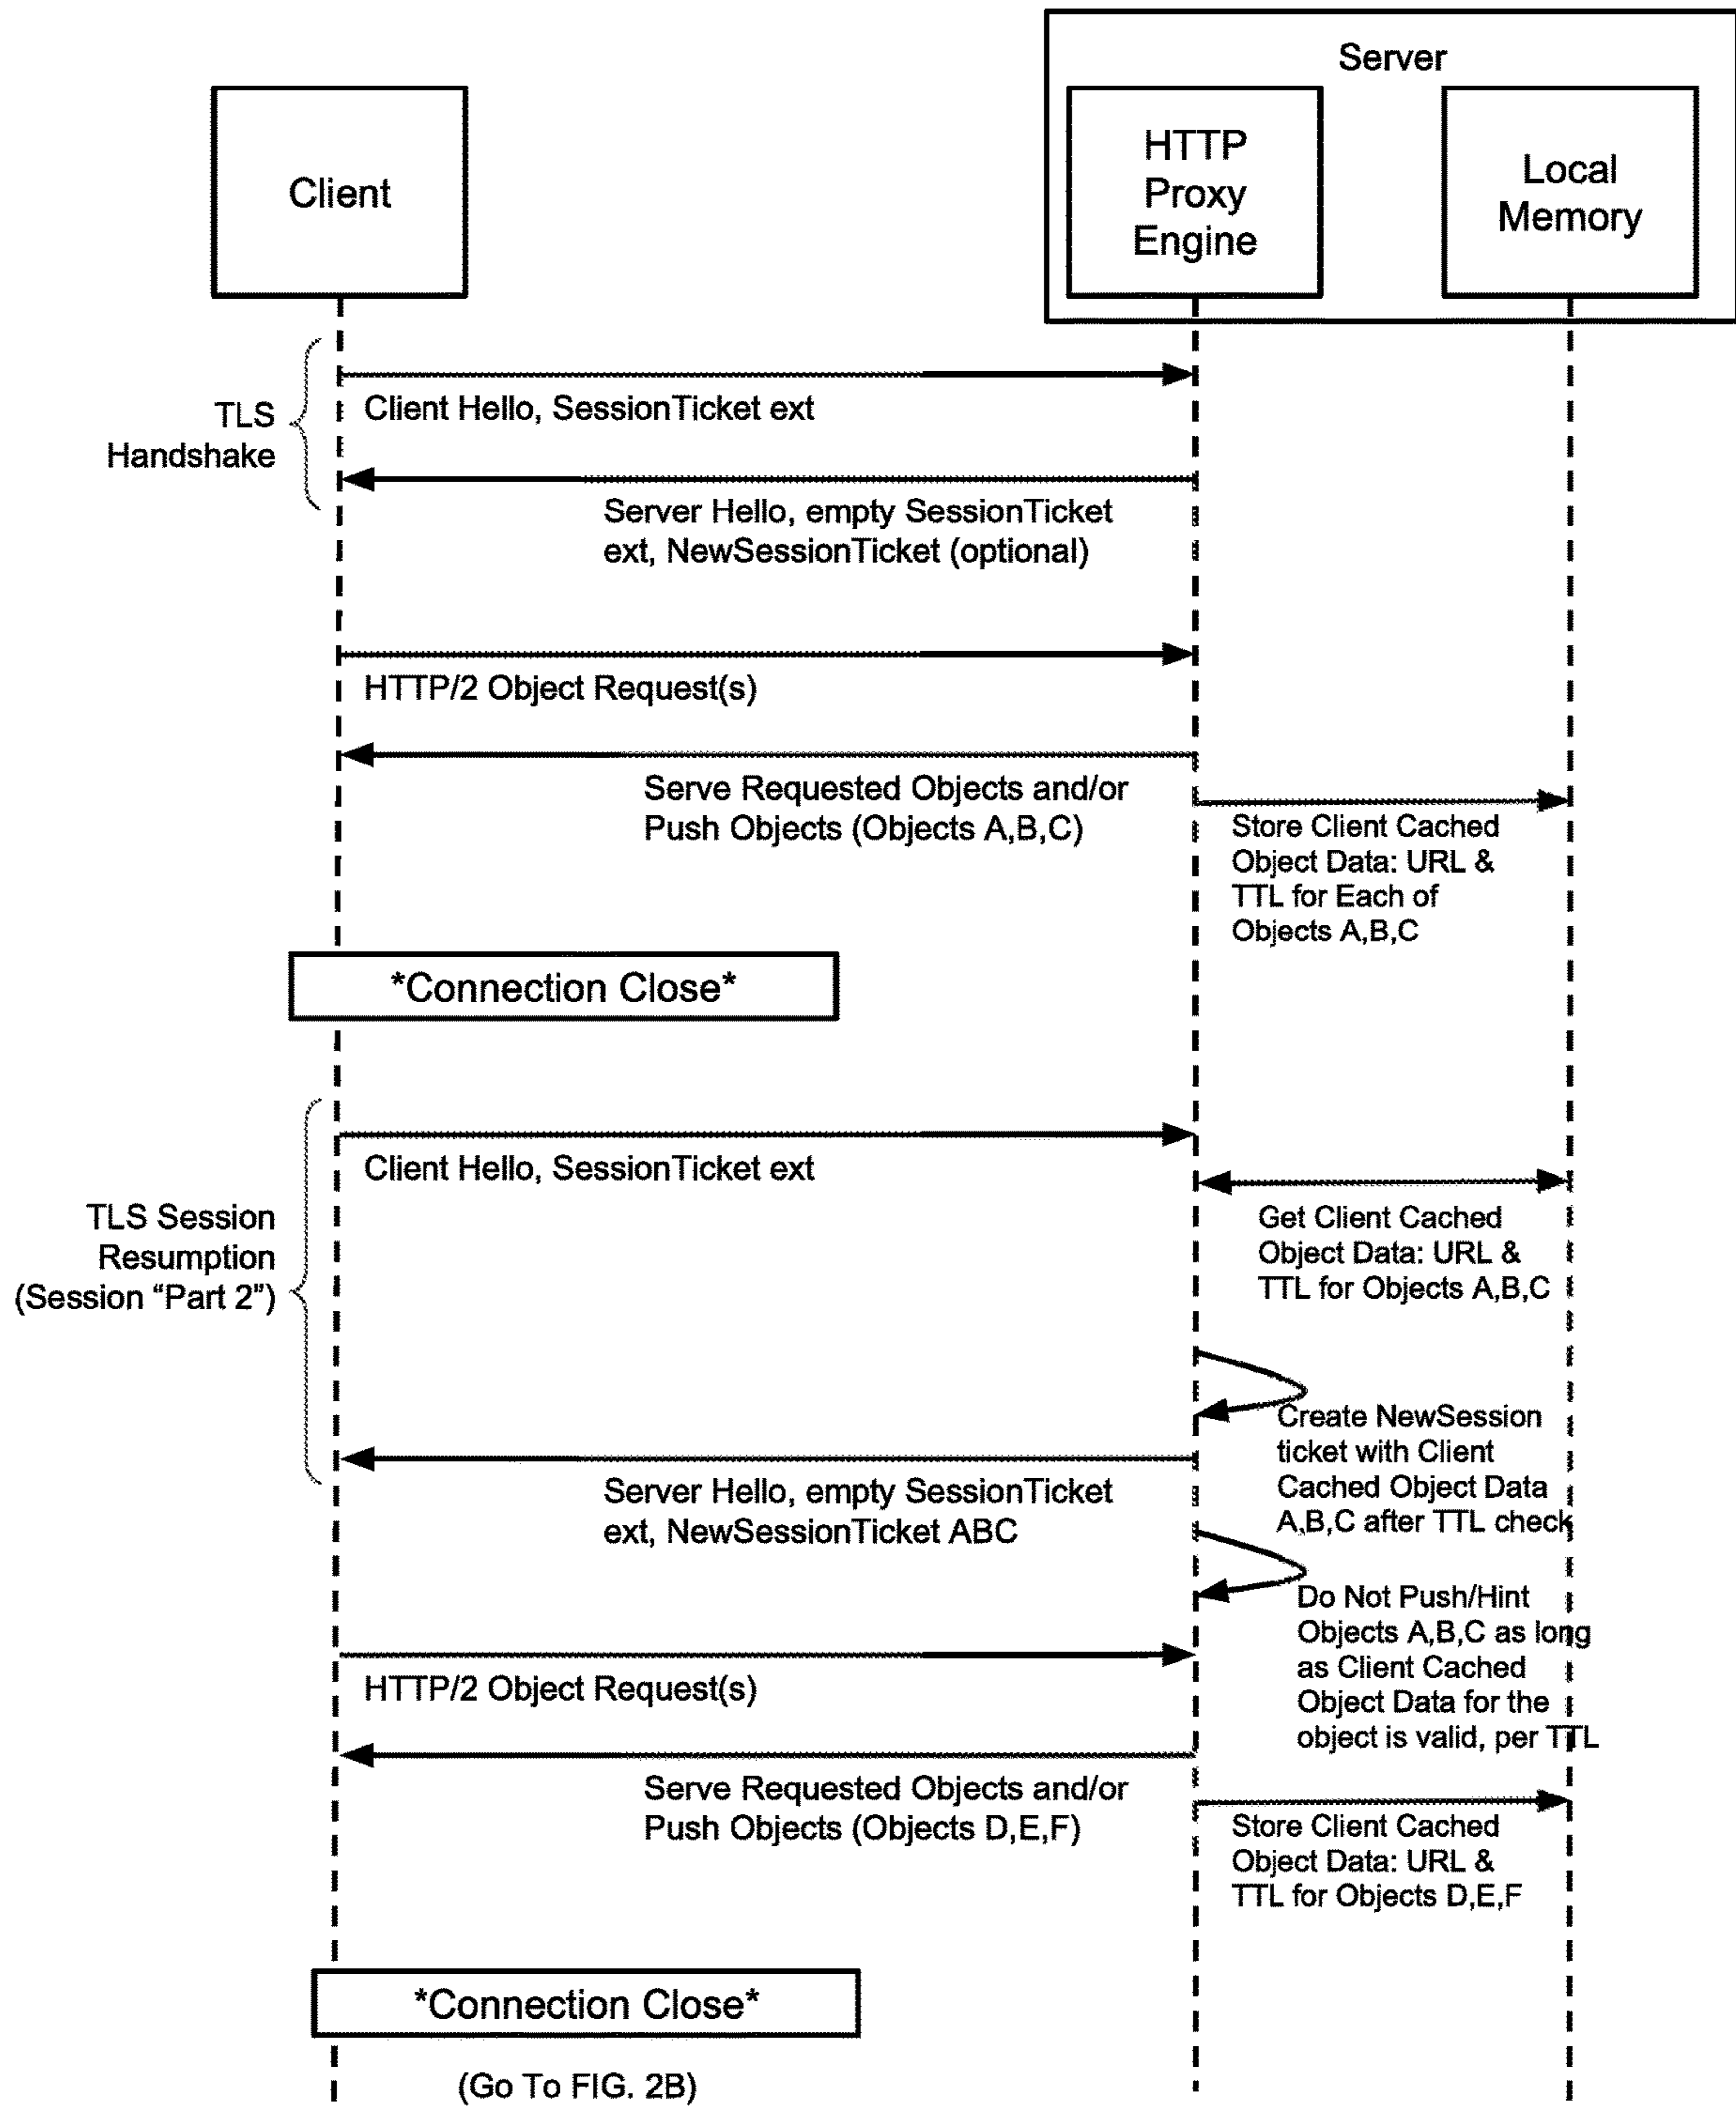 Server
Client
HTTP
Proxy
Engine
Local
Memory
TLS
Handshake
Client Hello, SessionTicket ext
Server Hello, empty SessionTicket
ext, NewSessionTicket (optional)
HTTP/2 Object Request(s)
Serve Requested Objects and/or
Push Objects (Objects A,B,C)
Store Client Cached
Object Data: URL &
TTL for Each of
Objects A,B,C
*Connection Close*
TLS Session
Resumption
(Session “Part 2”)
Client Hello, SessionTicket ext
Get Client Cached
Object Data: URL &
TTL for Objects A,B,C
Create NewSession
ticket with Client
Cached Object Data
A,B,C after TTL check
Server Hello, empty SessionTicket
ext, NewSessionTicket ABC
Do Not Push/Hint
Objects A,B,C as long
as Client Cached
Object Data for the
object is valid, per TTL
HTTP/2 Object Request(s)
Serve Requested Objects and/or
Push Objects (Objects D,E,F)
Store Client Cached
Object Data: URL &
TTL for Objects D,E,F
*Connection Close*
(Go To FIG. 2B)